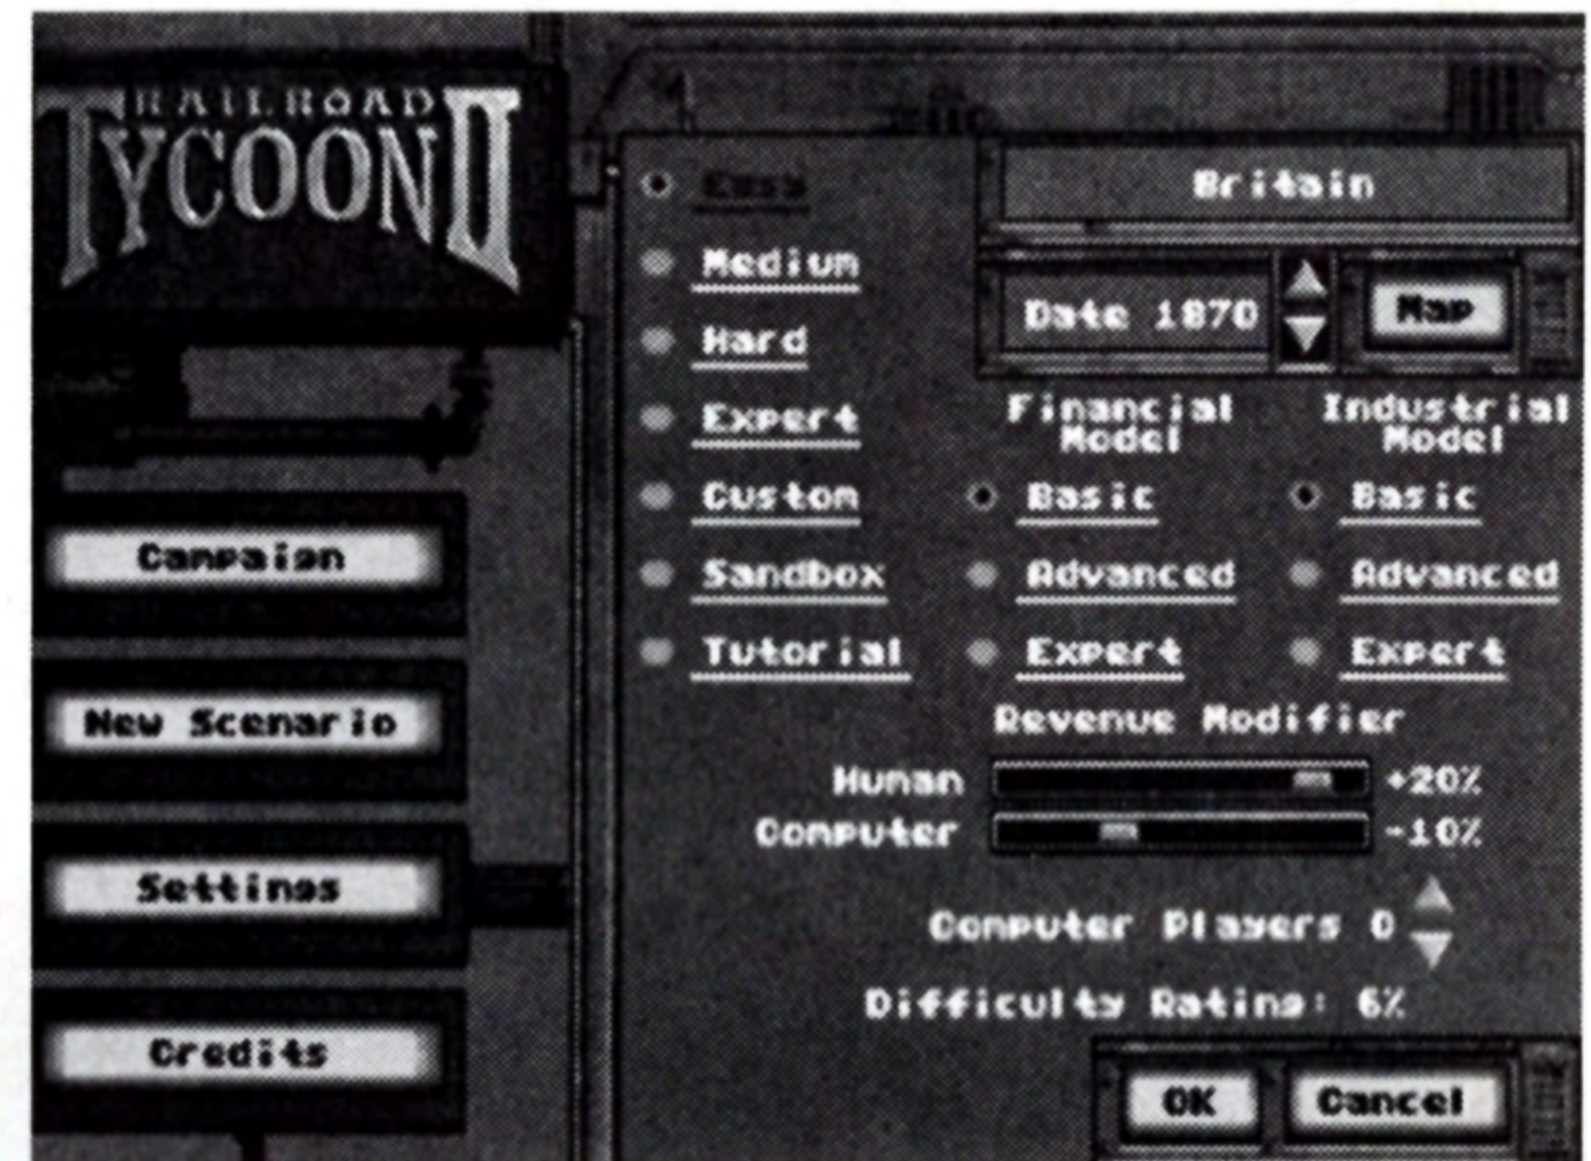 RAILROAD
TYCOON II
Campaign
New Scenario
Settings
Credits
Easy
Medium
Hard
Expert
Custom
Sandbox
Tutorial
Britain
Date 1870
Map
Financial
Model
Industrial
Model
Basic
Advanced
Expert
Basic
Advanced
Expert
Revenue Modifier
Human +20%
Computer -10%
Computer Players 0
Difficulty Rating: 6%
OK
Cancel